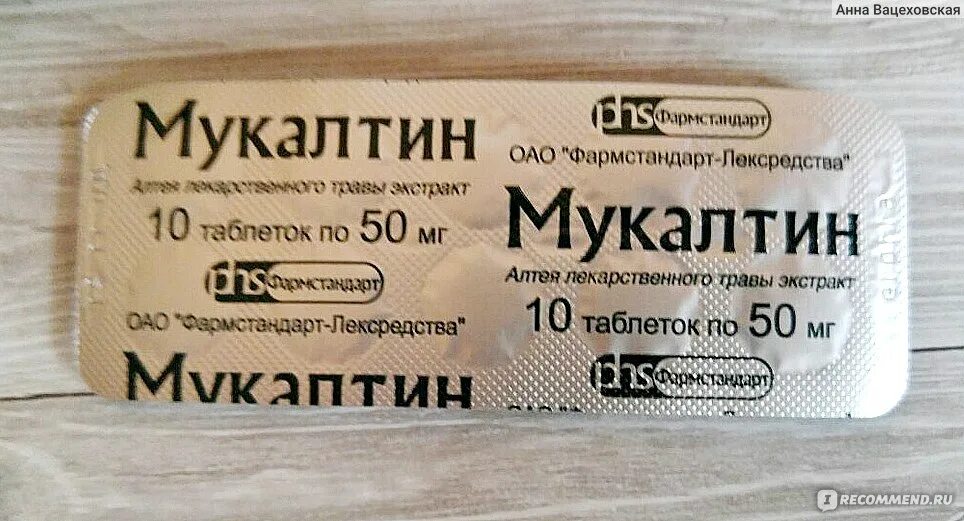 Анна Вацеховская
Мукалтин
Алтея лекарственного травы экстракт
10 таблеток по 50 мг
phs Фармстандарт
ОАО "Фармстандарт-Лексредства"
Мукалтин
phs Фармстандарт
ОАО "Фармстандарт-Лексредства"
Мукалтин
Алтея лекарственного травы экстракт
10 таблеток по 50 мг
phs Фармстандарт
IRECOMMEND.RU